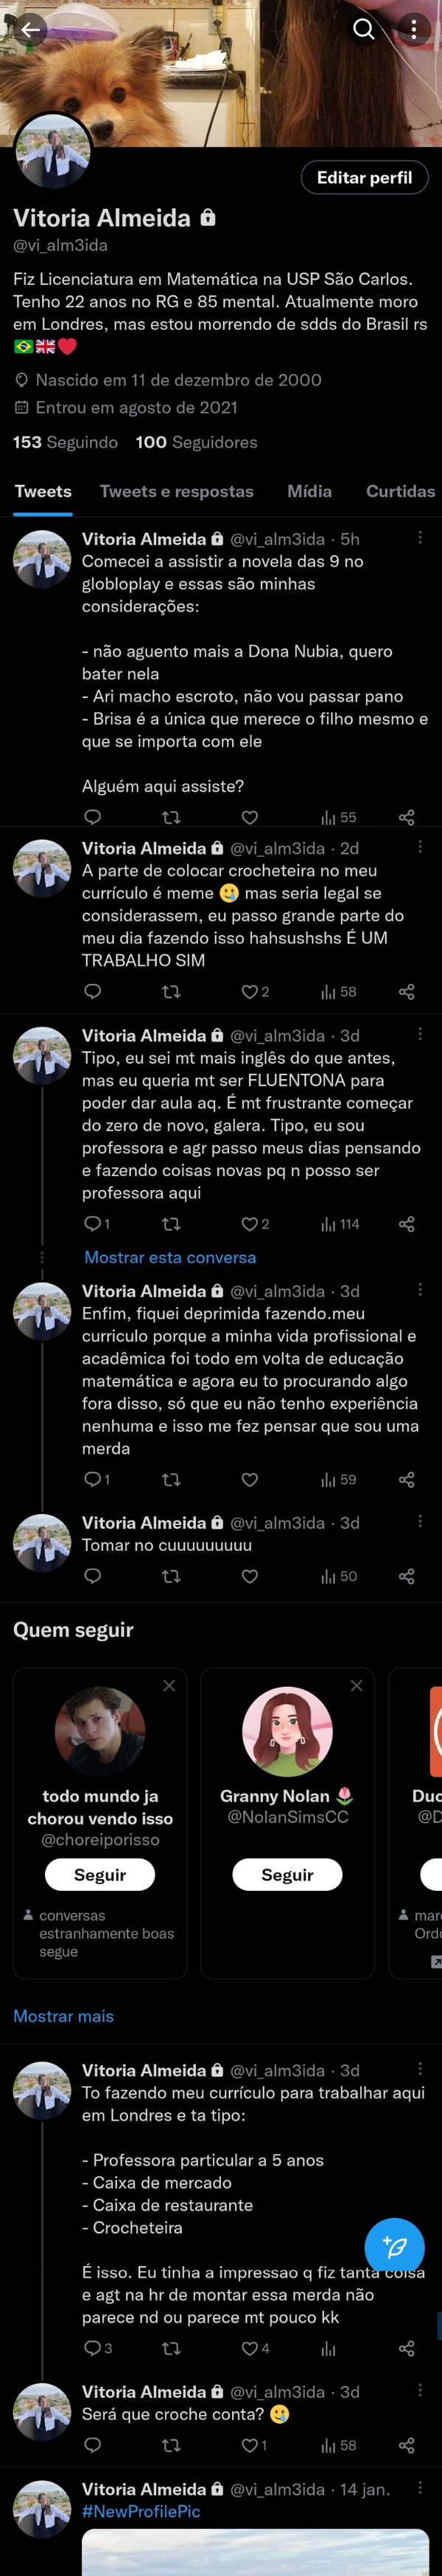 Editar perfil
Vitoria Almeida
@vi_alm3ida
Fiz Licenciatura em Matemática na USP São Carlos.
Tenho 22 anos no RG e 85 mental. Atualmente moro
em Londres, mas estou morrendo de sdds do Brasil rs
🇧🇷🇬🇧❤️
Nascido em 11 de dezembro de 2000
Entrou em agosto de 2021
153 Seguindo 100 Seguidores
Tweets Tweets e respostas Mídia Curtidas
Vitoria Almeida @vi_alm3ida · 5h
Comecei a assistir a novela das 9 no
globloplay e essas são minhas
considerações:
- não aguento mais a Dona Nubia, quero
bater nela
- Ari macho escroto, não vou passar pano
- Brisa é a única que merece o filho mesmo e
que se importa com ele
Alguém aqui assiste?
55
Vitoria Almeida @vi_alm3ida · 2d
A parte de colocar crocheteira no meu
currículo é meme 🥲 mas seria legal se
considerassem, eu passo grande parte do
meu dia fazendo isso hahsushshs É UM
TRABALHO SIM
2 58
Vitoria Almeida @vi_alm3ida · 3d
Tipo, eu sei mt mais inglês do que antes,
mas eu queria mt ser FLUENTONA para
poder dar aula aq. É mt frustrante começar
do zero de novo, galera. Tipo, eu sou
professora e agr passo meus dias pensando
e fazendo coisas novas pq n posso ser
professora aqui
1 2 114
Mostrar esta conversa
Vitoria Almeida @vi_alm3ida · 3d
Enfim, fiquei deprimida fazendo.meu
curriculo porque a minha vida profissional e
acadêmica foi todo em volta de educação
matemática e agora eu to procurando algo
fora disso, só que eu não tenho experiência
nenhuma e isso me fez pensar que sou uma
merda
1 59
Vitoria Almeida @vi_alm3ida · 3d
Tomar no cuuuuuuuuu
50
Quem seguir
todo mundo ja
chorou vendo isso
@choreiporisso
Seguir
conversas
estranhamente boas
segue
Granny Nolan 🌷
@NolanSimsCC
Seguir
Duo
@D
mar
Ord
Mostrar mais
Vitoria Almeida @vi_alm3ida · 3d
To fazendo meu currículo para trabalhar aqui
em Londres e ta tipo:
- Professora particular a 5 anos
- Caixa de mercado
- Caixa de restaurante
- Crocheteira
É isso. Eu tinha a impressao q fiz tanta coisa
e agt na hr de montar essa merda não
parece nd ou parece mt pouco kk
3 4
Vitoria Almeida @vi_alm3ida · 3d
Será que croche conta? 🥲
1 58
Vitoria Almeida @vi_alm3ida · 14 jan.
#NewProfilePic